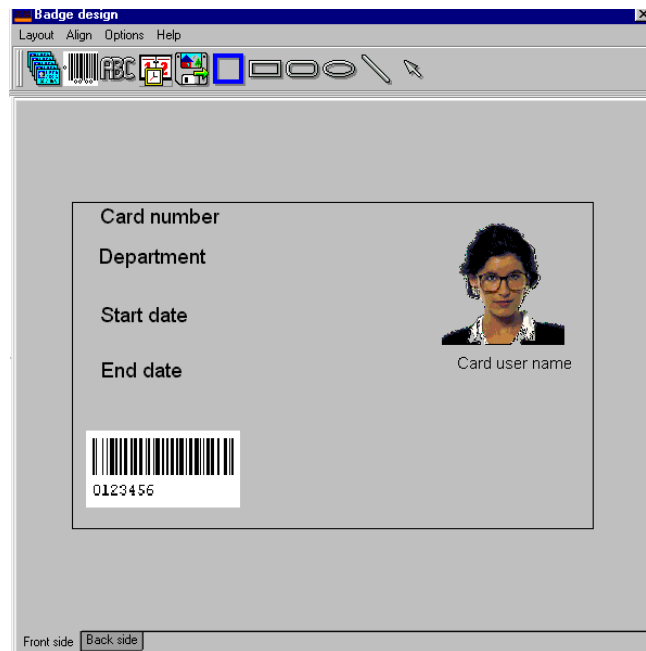 Badge design
Layout Align Options Help
ABC
Card number
Department
Start date
End date
Card user name
0123456
Front side Back side